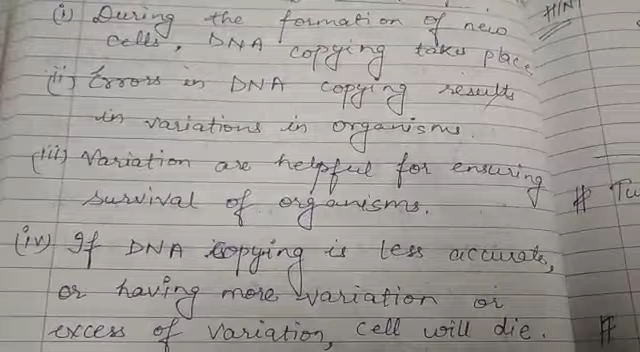 (i) During the formation of new
cells, DNA copying takes place
(ii) Errors in DNA copying results
in variations in organisms.
(iii) Variation are helpful for ensuring
survival of organisms.
(iv) If DNA copying is less accurate,
or having more variation or
excess of variation, cell will die.
HIN
# Tu
#